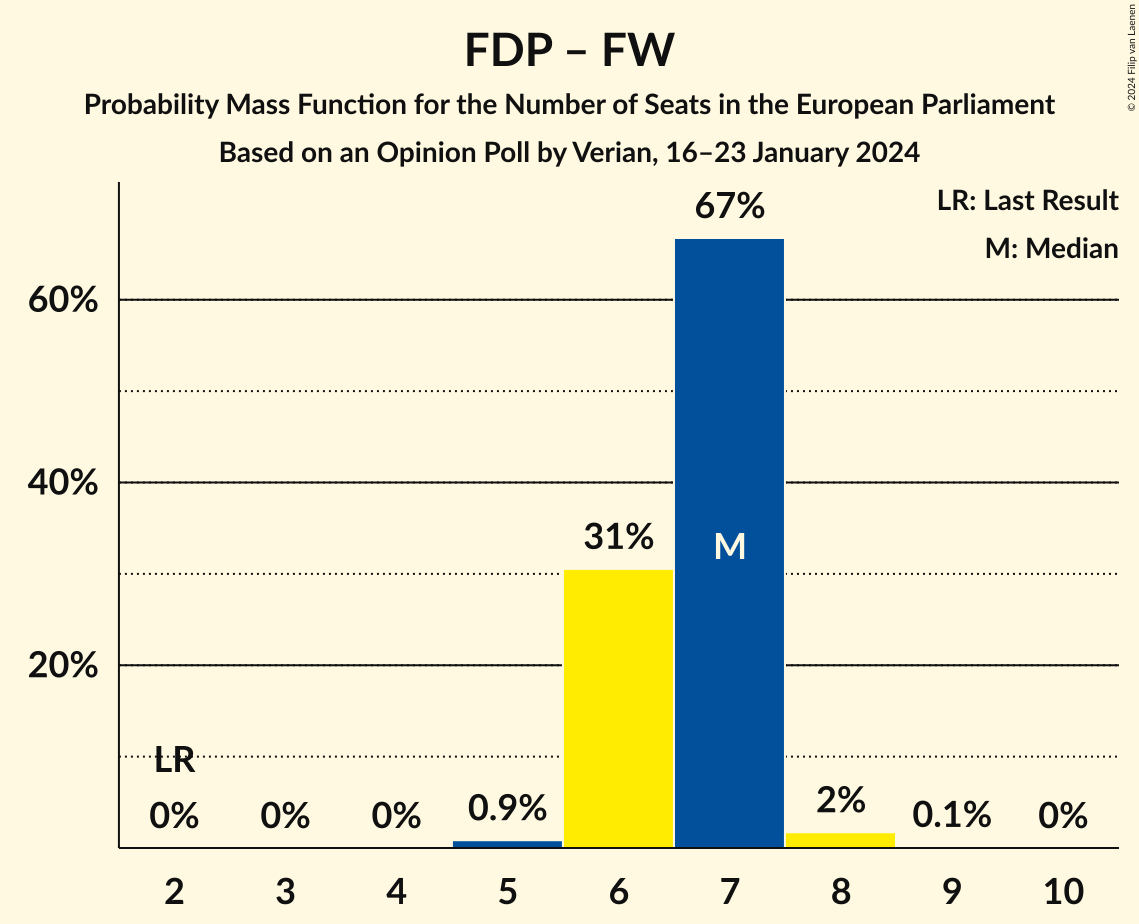 FDP – FW
Probability Mass Function for the Number of Seats in the European Parliament
Based on an Opinion Poll by Verian, 16–23 January 2024
© 2024 Filip van Laenen
LR: Last Result
M: Median
67%
60%
40%
31%
M
20%
LR
0%
0%
0%
0.9%
2%
0.1%
0%
2 3 4 5 6 7 8 9 10